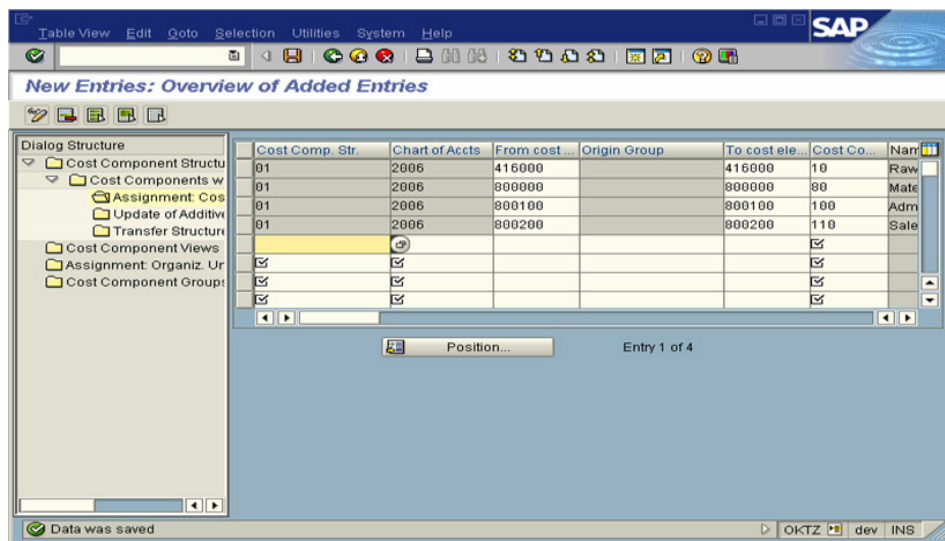 Table View Edit Goto Selection Utilities System Help
SAP
New Entries: Overview of Added Entries
Dialog Structure
Cost Component Structu
Cost Components w
Assignment: Cos
Update of Additive
Transfer Structure
Cost Component Views
Assignment: Organiz. Un
Cost Component Groups
Cost Comp. Str. Chart of Accts From cost ... Origin Group To cost ele... Cost Co... Nam
01 2006 416000 416000 10 Raw
01 2006 800000 800000 80 Mate
01 2006 800100 800100 100 Adm
01 2006 800200 800200 110 Sale
Position... Entry 1 of 4
Data was saved OKTZ dev INS